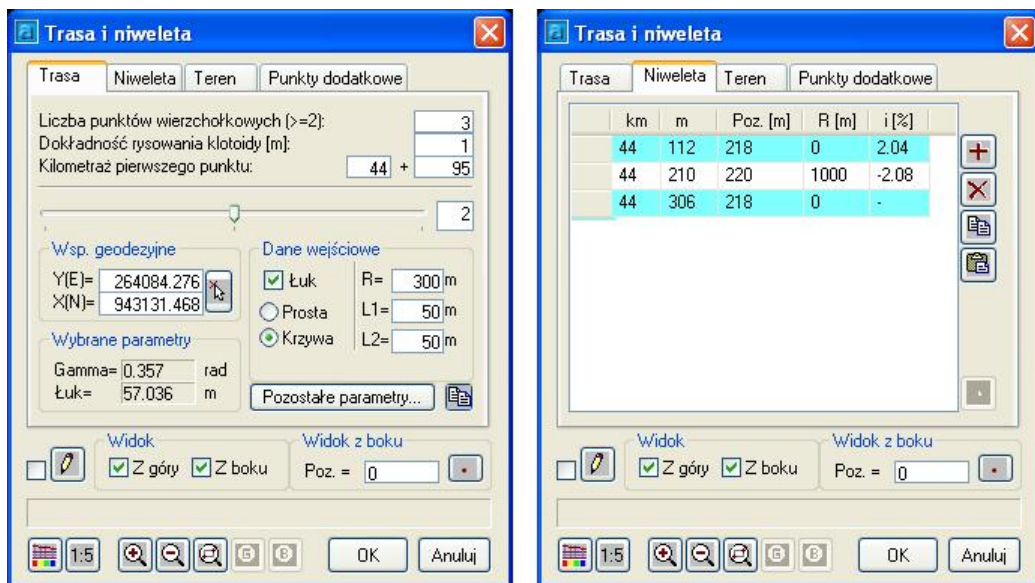 Trasa i niweleta
Trasa Niweleta Teren Punkty dodatkowe
Liczba punktów wierzchołkowych (>=2): 3
Dokładność rysowania klotoidy [m]: 1
Kilometraż pierwszego punktu: 44 + 95
2
Wsp. geodezyjne
Y(E)= 264084.276
X(N)= 943131.468
Dane wejściowe
Łuk R= 300 m
Prosta L1= 50 m
Krzywa L2= 50 m
Wybrane parametry
Gamma= 0.357 rad
Łuk= 57.036 m
Pozostałe parametry...
Widok
Z góry Z boku
Widok z boku
Poz. = 0
1:5 G B OK Anuluj
Trasa i niweleta
Trasa Niweleta Teren Punkty dodatkowe
km m Poz. [m] R [m] i [%]
44 112 218 0 2.04
44 210 220 1000 -2.08
44 306 218 0 -
Widok
Z góry Z boku
Widok z boku
Poz. = 0
1:5 G B OK Anuluj